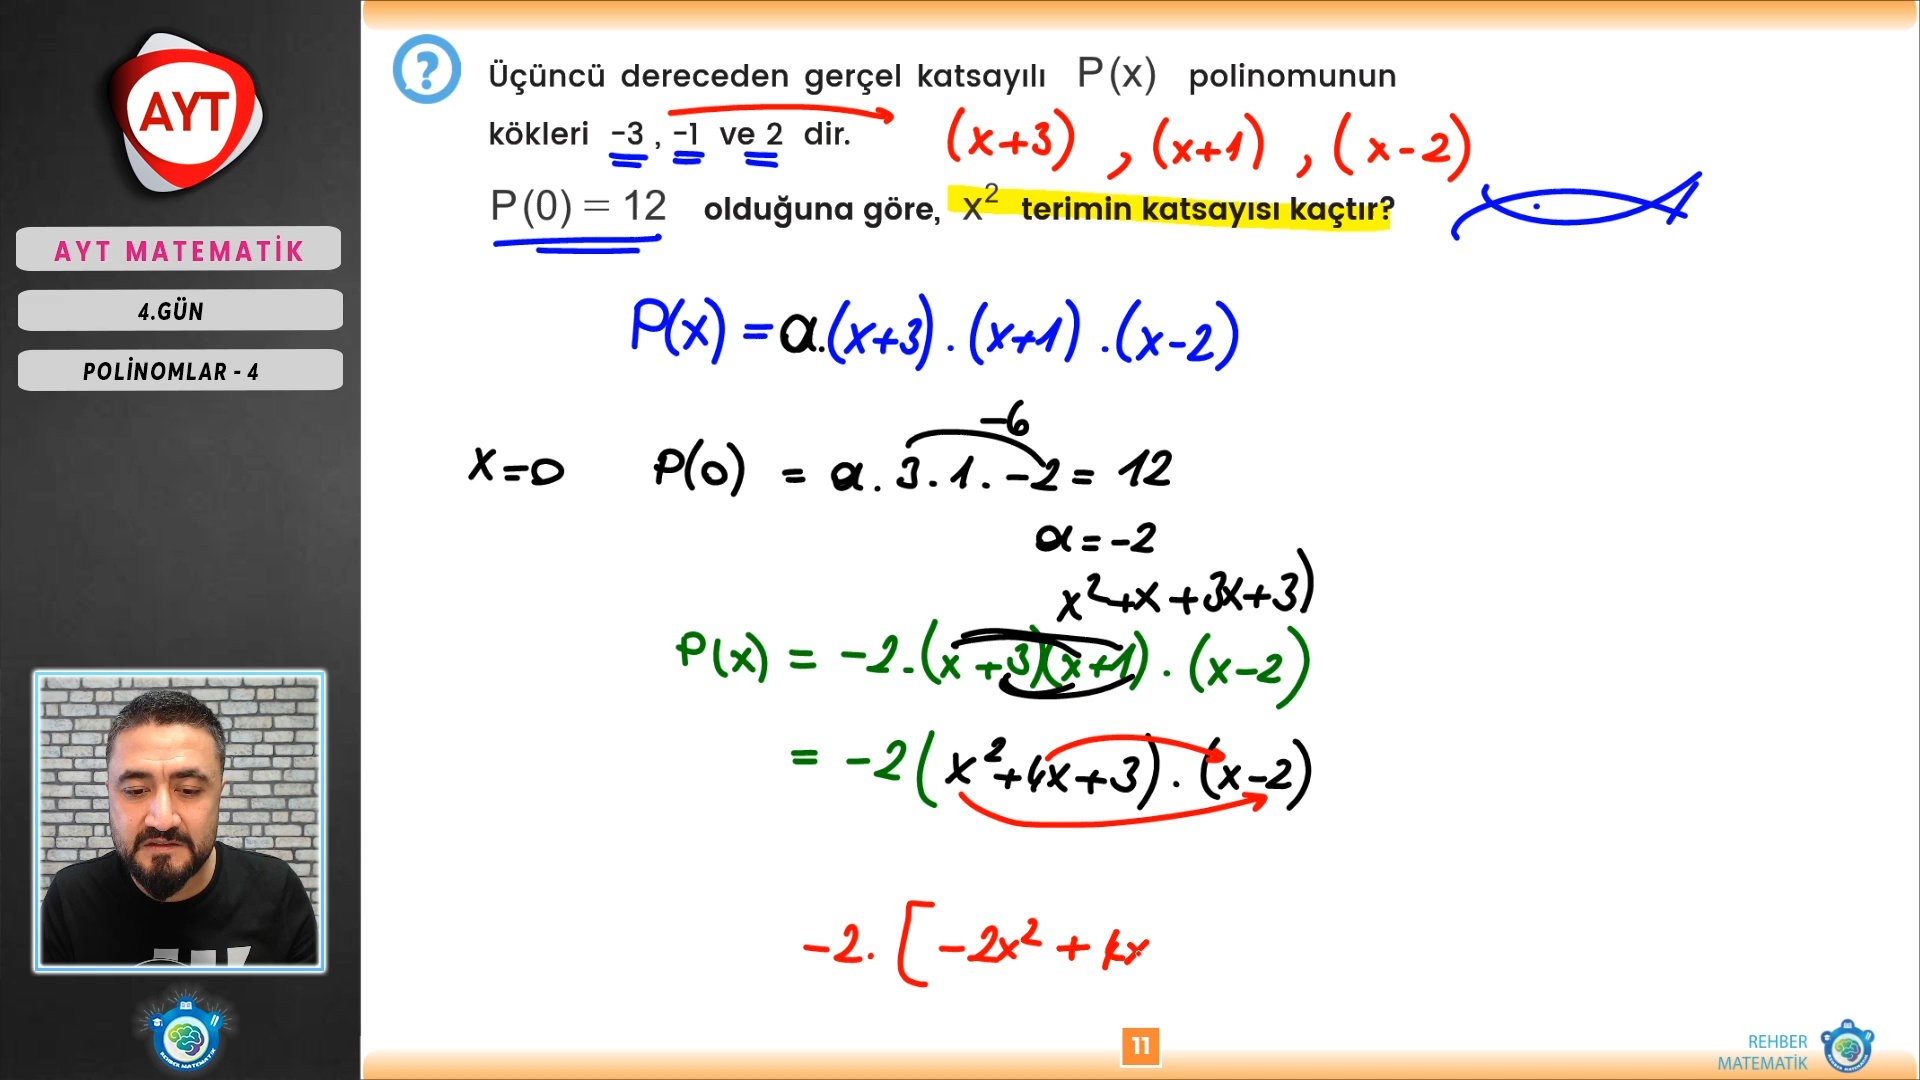 AYT
AYT MATEMATİK
4.GÜN
POLİNOMLAR - 4
?
Üçüncü dereceden gerçel katsayılı P(x) polinomunun
kökleri -3 , -1 ve 2 dir. (x+3) , (x+1) , (x-2)
P(0) = 12 olduğuna göre, x² terimin katsayısı kaçtır?
P(x) = a.(x+3).(x+1).(x-2)
-6
x=0 P(0) = a.3.1.-2 = 12
a=-2
x²+x+3x+3)
P(x) = -2.(x+3)(x+1).(x-2)
= -2(x²+4x+3).(x-2)
-2.[-2x² + 4x
11
REHBER
MATEMATİK
REHBER MATEMATİK